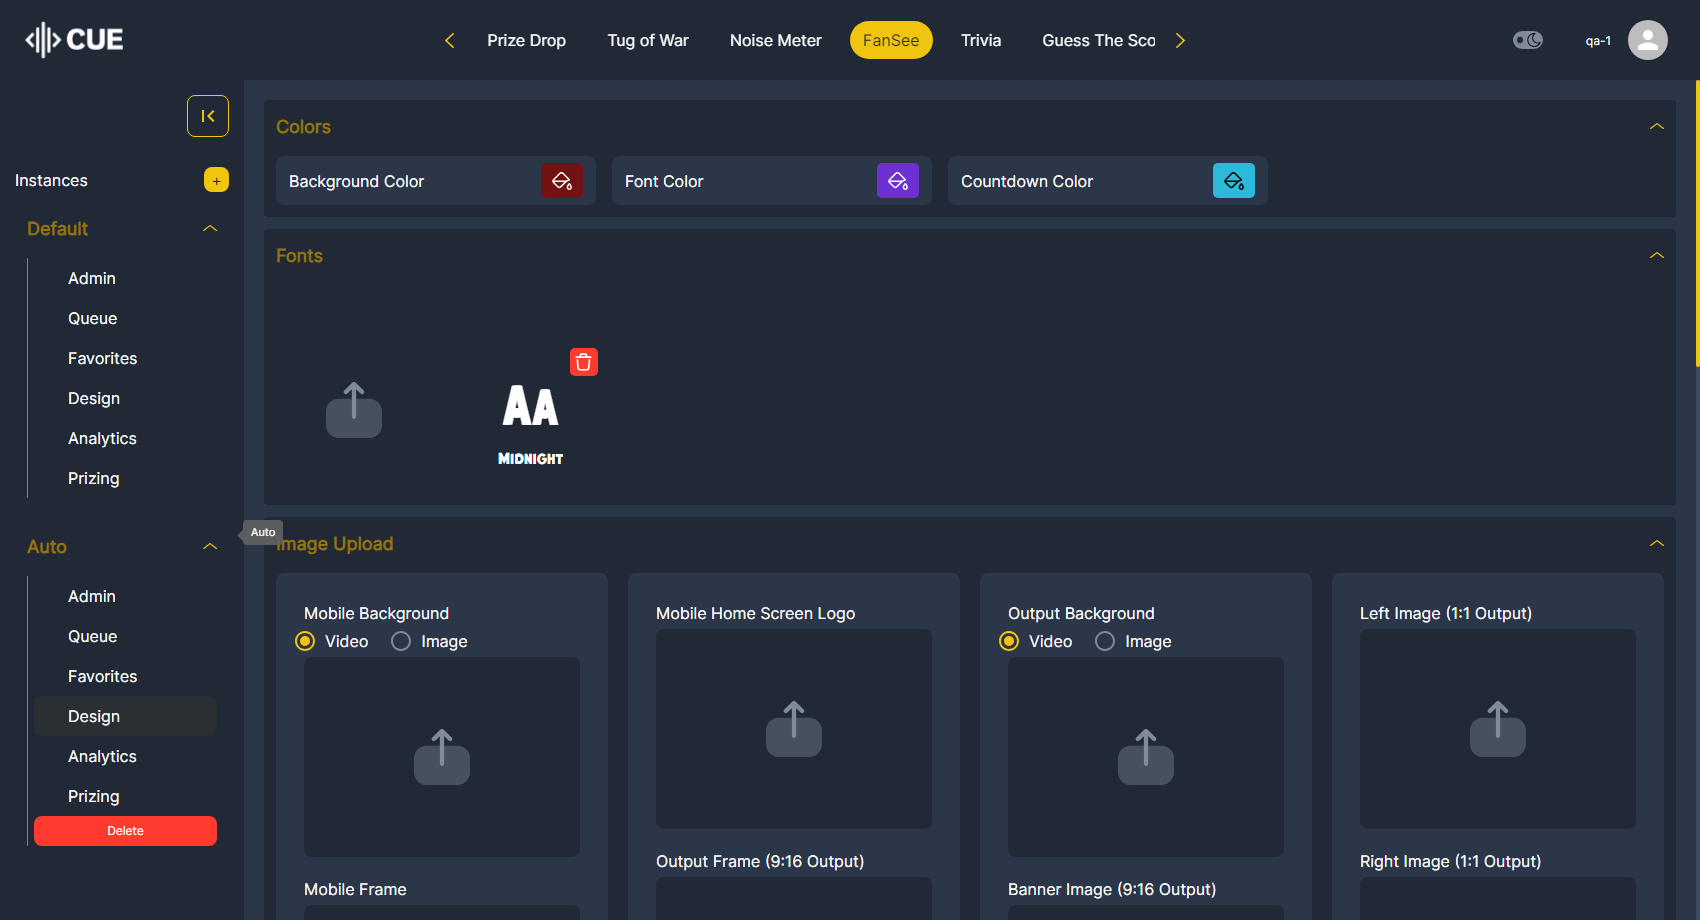 CUE
Prize Drop
Tug of War
Noise Meter
FanSee
Trivia
Guess The Sco
qa-1
Instances
+
Default
Admin
Queue
Favorites
Design
Analytics
Prizing
Auto
Admin
Queue
Favorites
Design
Analytics
Prizing
Delete
Auto
Colors
Background Color
Font Color
Countdown Color
Fonts
AA
MIDNIGHT
Image Upload
Mobile Background
Video
Image
Mobile Frame
Mobile Home Screen Logo
Output Frame (9:16 Output)
Output Background
Video
Image
Banner Image (9:16 Output)
Left Image (1:1 Output)
Right Image (1:1 Output)